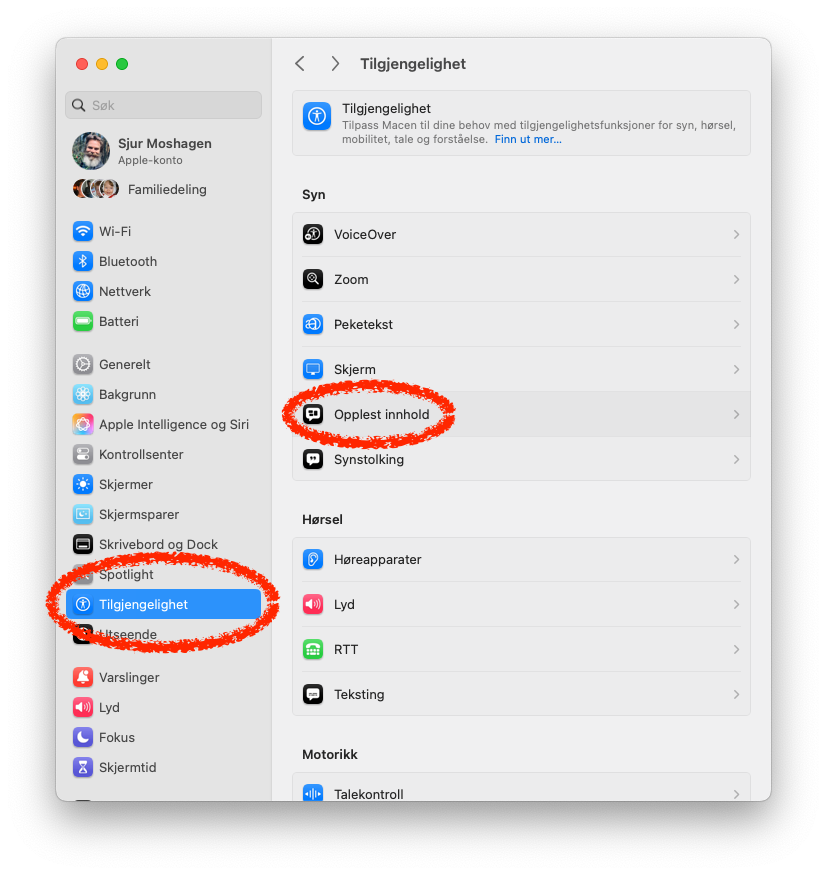 Tilgjengelighet
Søk
Sjur Moshagen
Apple-konto
Familiedeling
Wi-Fi
Bluetooth
Nettverk
Batteri
Generelt
Bakgrunn
Apple Intelligence og Siri
Kontrollsenter
Skjermer
Skjermsparer
Skrivebord og Dock
Spotlight
Tilgjengelighet
Utseende
Varslinger
Lyd
Fokus
Skjermtid
Tilgjengelighet
Tilpass Macen til dine behov med tilgjengelighetsfunksjoner for syn, hørsel,
mobilitet, tale og forståelse. Finn ut mer...
Syn
VoiceOver
Zoom
Peketekst
Skjerm
Opplest innhold
Synstolking
Hørsel
Høreapparater
Lyd
RTT
Teksting
Motorikk
Talekontroll